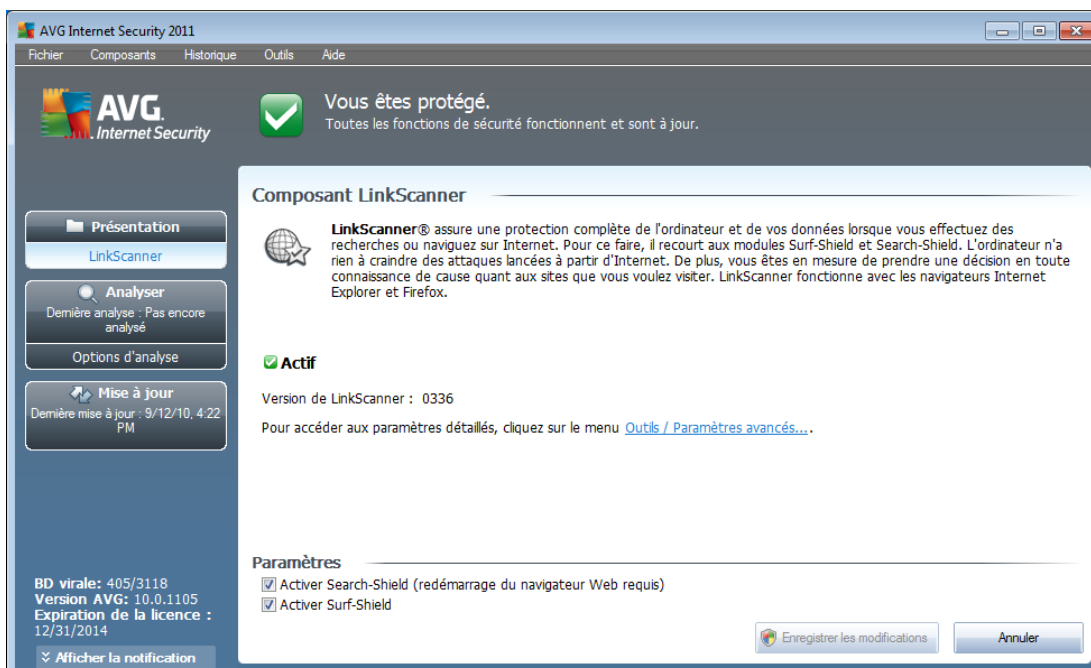 AVG Internet Security 2011
Fichier Composants Historique Outils Aide
AVG.
Internet Security
Vous êtes protégé.
Toutes les fonctions de sécurité fonctionnent et sont à jour.
Présentation
LinkScanner
Analyser
Dernière analyse : Pas encore
analysé
Options d'analyse
Mise à jour
Dernière mise à jour : 9/12/10, 4:22
PM
BD virale: 405/3118
Version AVG: 10.0.1105
Expiration de la licence :
12/31/2014
Afficher la notification
Composant LinkScanner
LinkScanner® assure une protection complète de l'ordinateur et de vos données lorsque vous effectuez des
recherches ou naviguez sur Internet. Pour ce faire, il recourt aux modules Surf-Shield et Search-Shield. L'ordinateur n'a
rien à craindre des attaques lancées à partir d'Internet. De plus, vous êtes en mesure de prendre une décision en toute
connaissance de cause quant aux sites que vous voulez visiter. LinkScanner fonctionne avec les navigateurs Internet
Explorer et Firefox.
Actif
Version de LinkScanner : 0336
Pour accéder aux paramètres détaillés, cliquez sur le menu Outils / Paramètres avancés... .
Paramètres
Activer Search-Shield (redémarrage du navigateur Web requis)
Activer Surf-Shield
Enregistrer les modifications
Annuler